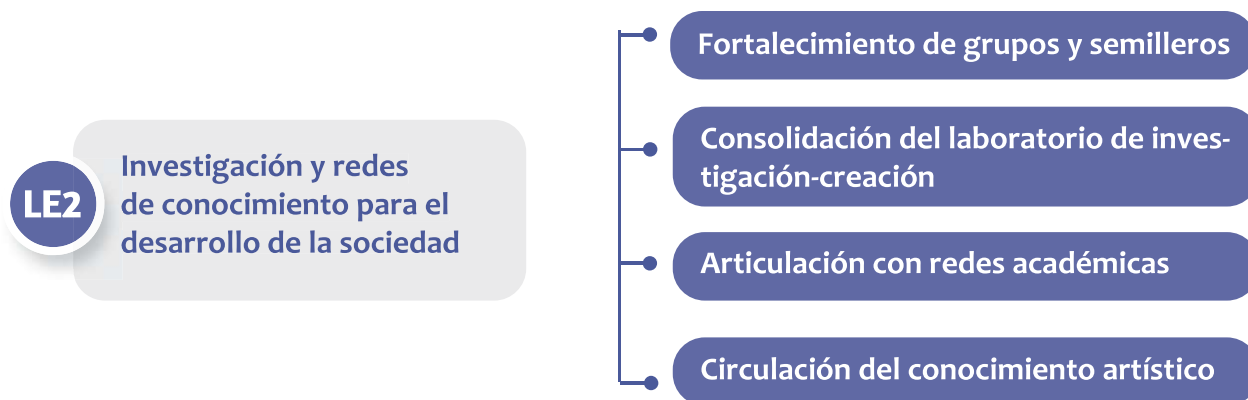 LE2
Investigación y redes
de conocimiento para el
desarrollo de la sociedad
Fortalecimiento de grupos y semilleros
Consolidación del laboratorio de inves-
tigación-creación
Articulación con redes académicas
Circulación del conocimiento artístico